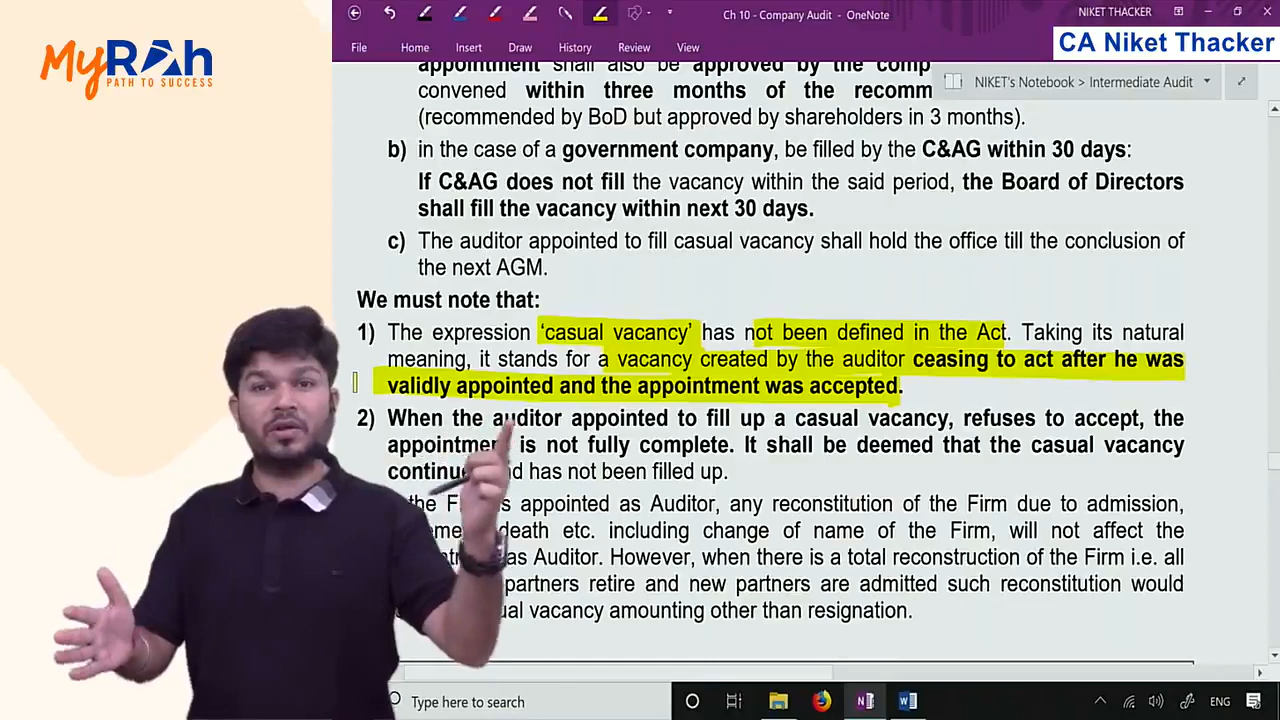 MyRAh
PATH TO SUCCESS
Ch 10 - Company Audit - OneNote
NIKET THACKER
CA Niket Thacker
File Home Insert Draw History Review View
NIKET's Notebook > Intermediate Audit
appointment shall also be approved by the comp
convened within three months of the recomm
(recommended by BoD but approved by shareholders in 3 months).
b) in the case of a government company, be filled by the C&AG within 30 days:
If C&AG does not fill the vacancy within the said period, the Board of Directors
shall fill the vacancy within next 30 days.
c) The auditor appointed to fill casual vacancy shall hold the office till the conclusion of
the next AGM.
We must note that:
1) The expression ‘casual vacancy’ has not been defined in the Act. Taking its natural
meaning, it stands for a vacancy created by the auditor ceasing to act after he was
validly appointed and the appointment was accepted.
2) When the auditor appointed to fill up a casual vacancy, refuses to accept, the
appointmen is not fully complete. It shall be deemed that the casual vacancy
continue d has not been filled up.
the F s appointed as Auditor, any reconstitution of the Firm due to admission,
eme death etc. including change of name of the Firm, will not affect the
as Auditor. However, when there is a total reconstruction of the Firm i.e. all
partners retire and new partners are admitted such reconstitution would
ual vacancy amounting other than resignation.
Type here to search
ENG